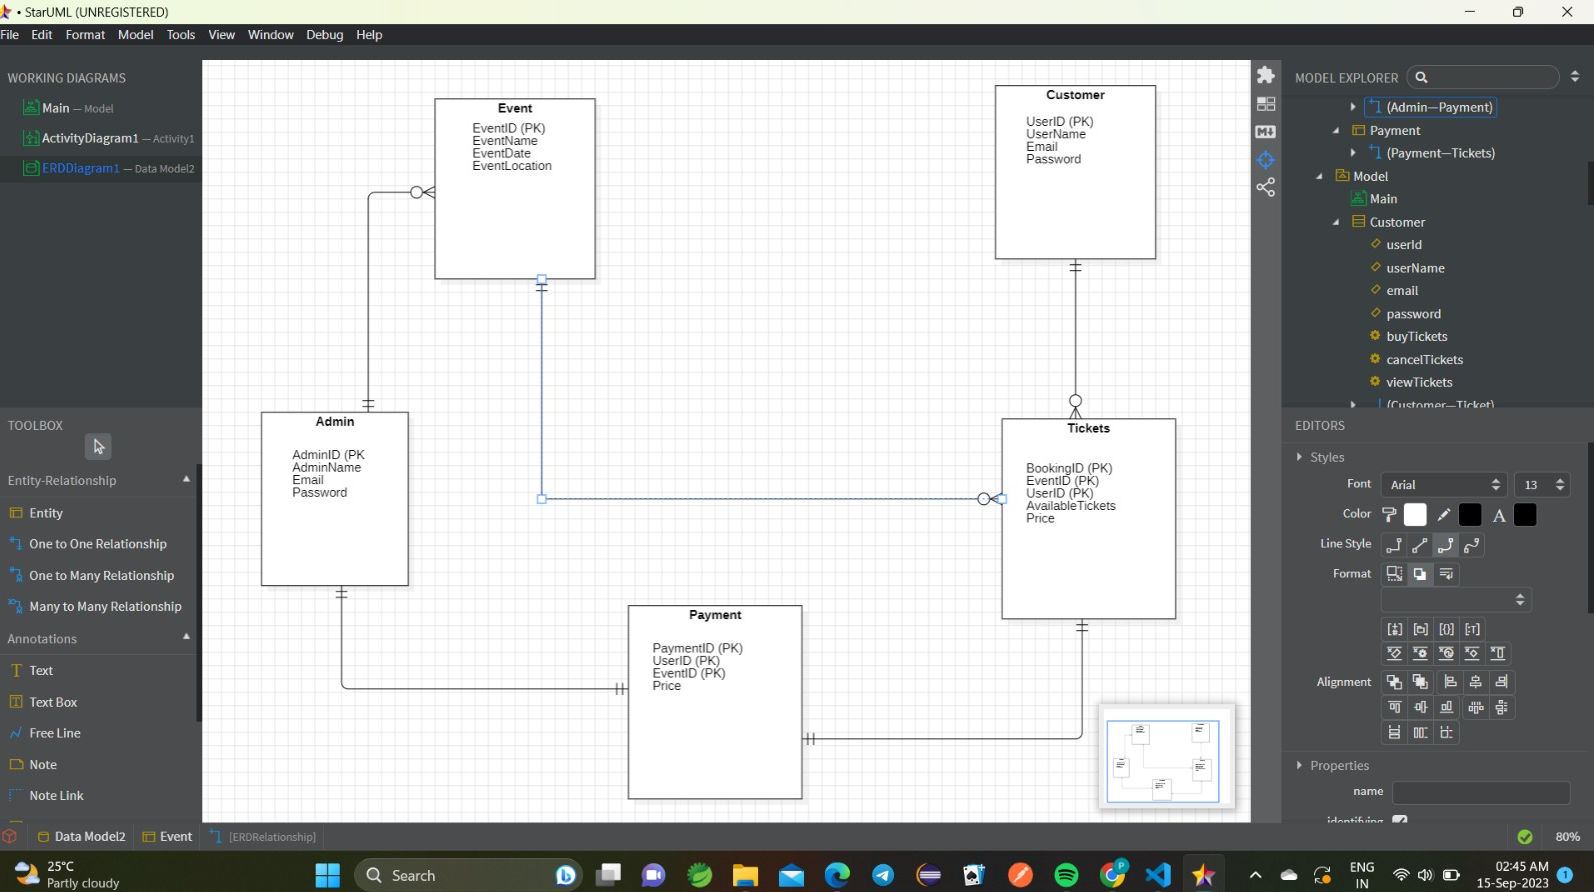 • StarUML (UNREGISTERED)
File Edit Format Model Tools View Window Debug Help
WORKING DIAGRAMS
Main — Model
ActivityDiagram1 — Activity1
ERDDiagram1 — Data Model2
TOOLBOX
Entity-Relationship
Entity
One to One Relationship
One to Many Relationship
Many to Many Relationship
Annotations
Text
Text Box
Free Line
Note
Note Link
Event
EventID (PK)
EventName
EventDate
EventLocation
Customer
UserID (PK)
UserName
Email
Password
Admin
AdminID (PK
AdminName
Email
Password
Tickets
BookingID (PK)
EventID (PK)
UserID (PK)
AvailableTickets
Price
Payment
PaymentID (PK)
UserID (PK)
EventID (PK)
Price
MODEL EXPLORER
(Admin—Payment)
Payment
(Payment—Tickets)
Model
Main
Customer
userId
userName
email
password
buyTickets
cancelTickets
viewTickets
(Customer—Ticket)
EDITORS
Styles
Font Arial 13
Color A
Line Style
Format
Alignment
Properties
name
identifying
Data Model2 Event [ERDRelationship]
80%
25°C
Partly cloudy
Search
ENG
IN
02:45 AM
15-Sep-2023
1